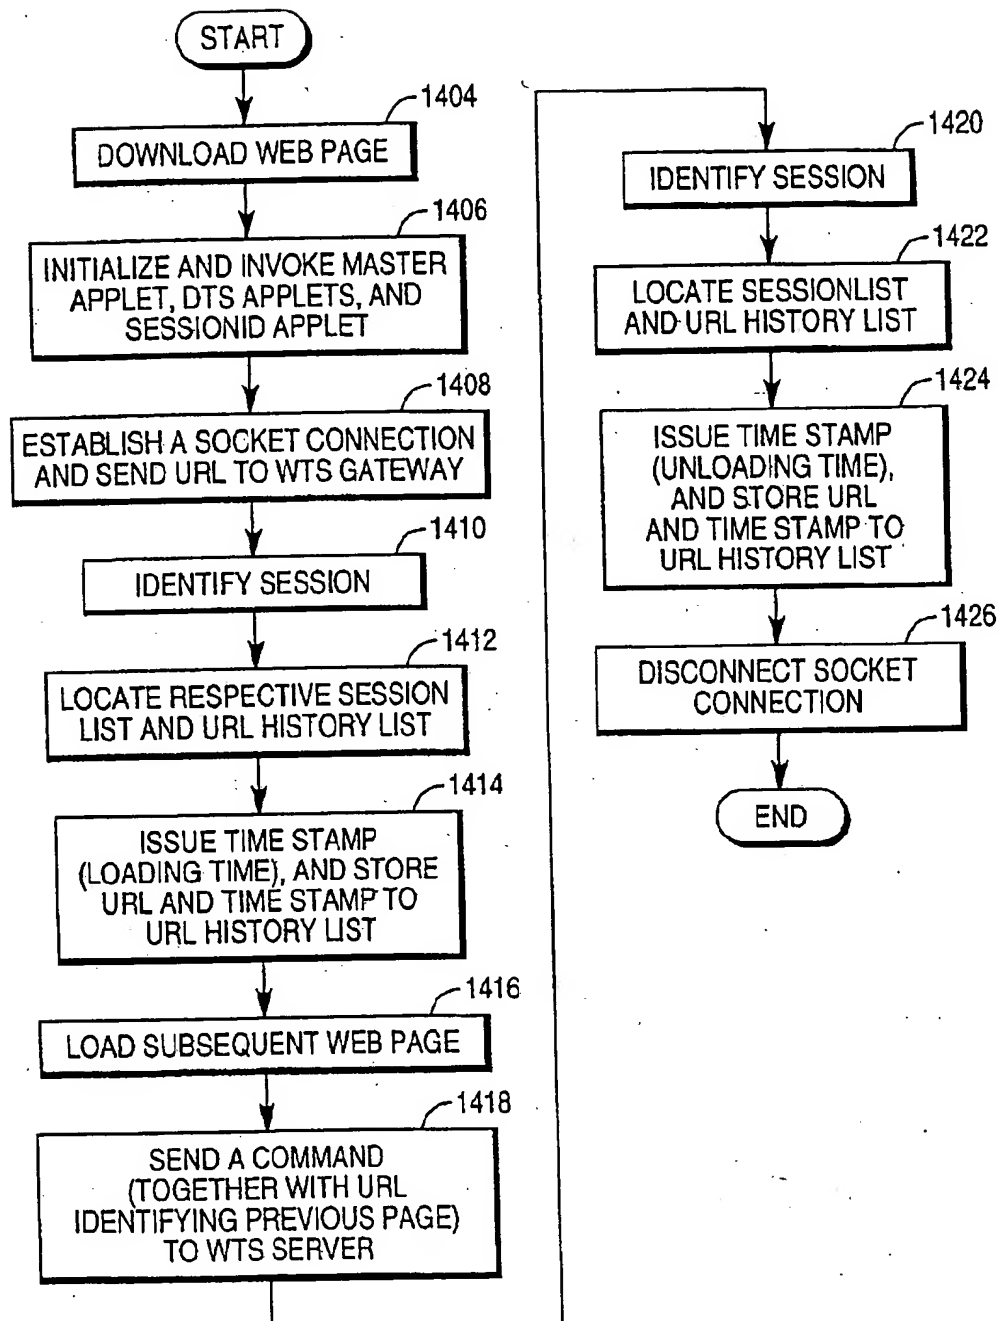 START
1404
DOWNLOAD WEB PAGE
1406
INITIALIZE AND INVOKE MASTER
APPLET, DTS APPLETS, AND
SESSIONID APPLET
1408
ESTABLISH A SOCKET CONNECTION
AND SEND URL TO WTS GATEWAY
1410
IDENTIFY SESSION
1412
LOCATE RESPECTIVE SESSION
LIST AND URL HISTORY LIST
1414
ISSUE TIME STAMP
(LOADING TIME), AND STORE
URL AND TIME STAMP TO
URL HISTORY LIST
1416
LOAD SUBSEQUENT WEB PAGE
1418
SEND A COMMAND
(TOGETHER WITH URL
IDENTIFYING PREVIOUS PAGE)
TO WTS SERVER
1420
IDENTIFY SESSION
1422
LOCATE SESSIONLIST
AND URL HISTORY LIST
1424
ISSUE TIME STAMP
(UNLOADING TIME),
AND STORE URL
AND TIME STAMP TO
URL HISTORY LIST
1426
DISCONNECT SOCKET
CONNECTION
END